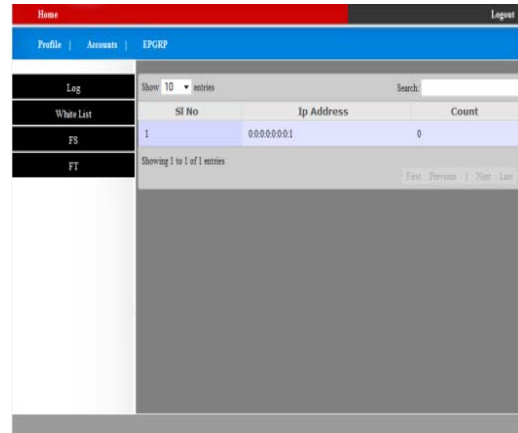 Home Logout
Profile | Accounts | EPGRP
Log
White List
FS
FT
Show 10 entries Search:
Sl No Ip Address Count
1 0:0:0:0:0:0:0:1 0
Showing 1 to 1 of 1 entries
First Previous 1 Next Last